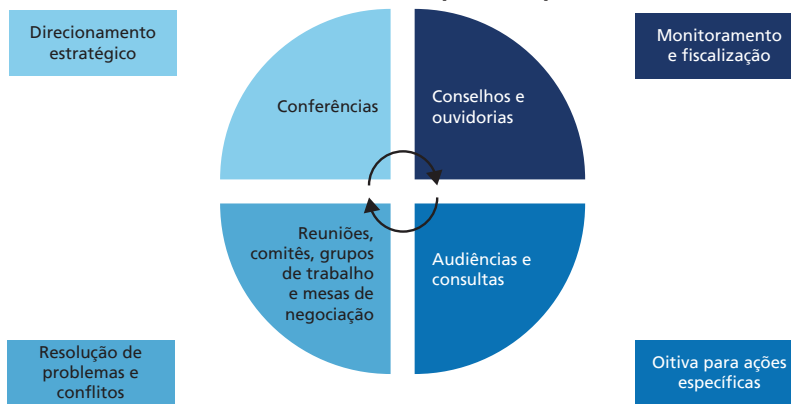 Direcionamento
estratégico
Monitoramento
e fiscalização
Conferências
Conselhos e
ouvidorias
Reuniões,
comitês, grupos
de trabalho
e mesas de
negociação
Audiências e
consultas
Resolução de
problemas e
conflitos
Oitiva para ações
específicas